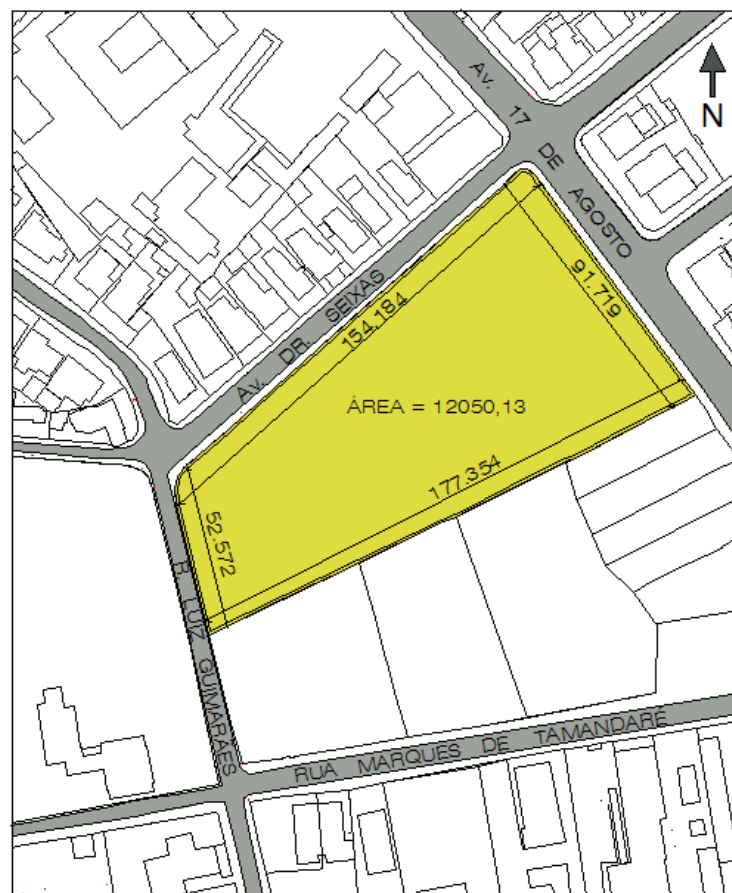 AV. 17 DE AGOSTO
N
91.719
AV. DR. SEIXAS
154.184
ÁREA = 12050,13
177.354
52.572
R. LUIZ GUIMARÃES
RUA MARQUÊS DE TAMANDARÉ